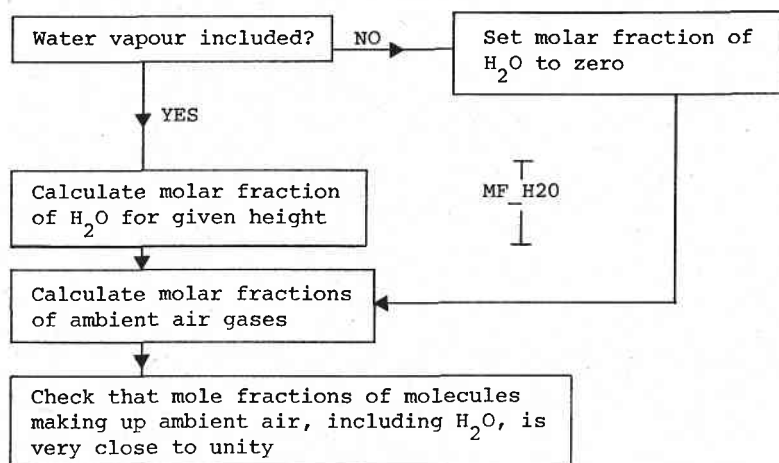 Water vapour included?
NO
Set molar fraction of
H2O to zero
YES
Calculate molar fraction
of H2O for given height
MF_H2O
Calculate molar fractions
of ambient air gases
Check that mole fractions of molecules
making up ambient air, including H2O, is
very close to unity